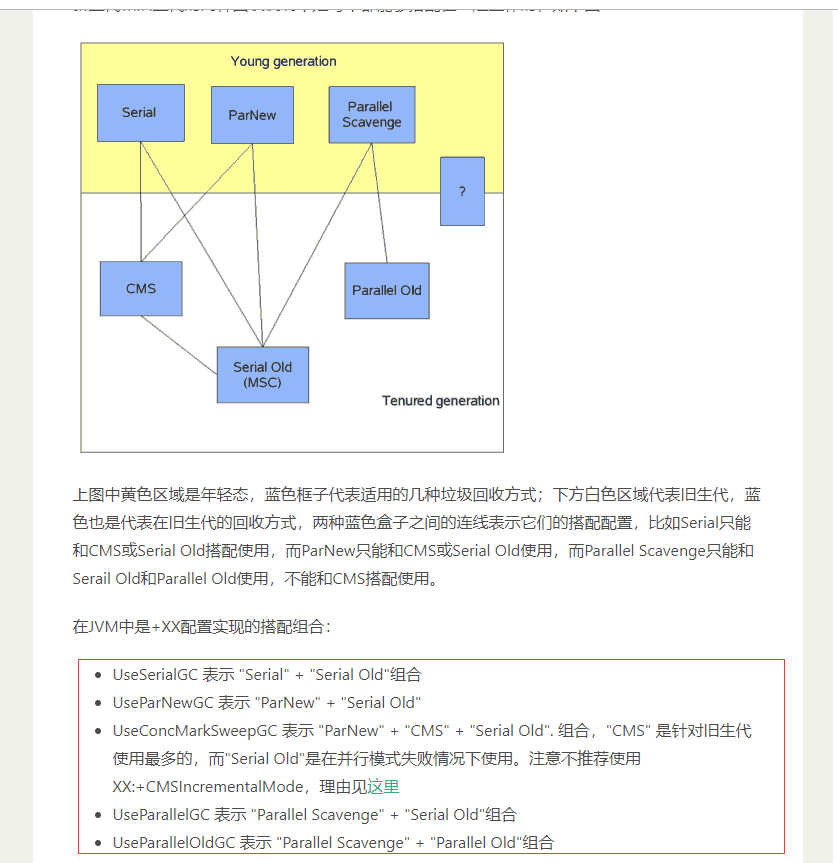 Young generation
Serial
ParNew
Parallel
Scavenge
?
CMS
Parallel Old
Serial Old
(MSC)
Tenured generation
上图中黄色区域是年轻态，蓝色框子代表适用的几种垃圾回收方式；下方白色区域代表旧生代，蓝
色也是代表在旧生代的回收方式，两种蓝色盒子之间的连线表示它们的搭配配置，比如Serial只能
和CMS或Serial Old搭配使用，而ParNew只能和CMS或Serial Old使用，而Parallel Scavenge只能和
Serail Old和Parallel Old使用，不能和CMS搭配使用。
在JVM中是+XX配置实现的搭配组合：
UseSerialGC 表示 "Serial" + "Serial Old"组合
UseParNewGC 表示 "ParNew" + "Serial Old"
UseConcMarkSweepGC 表示 "ParNew" + "CMS" + "Serial Old". 组合，"CMS" 是针对旧生代
使用最多的，而"Serial Old"是在并行模式失败情况下使用。注意不推荐使用
XX:+CMSIncrementalMode，理由见这里
UseParallelGC 表示 "Parallel Scavenge" + "Serial Old"组合
UseParallelOldGC 表示 "Parallel Scavenge" + "Parallel Old"组合